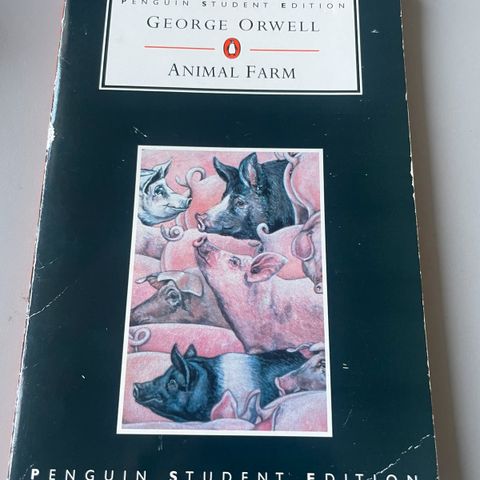 PENGUIN STUDENT EDITION
GEORGE ORWELL
ANIMAL FARM
PENGUIN STUDENT EDITION